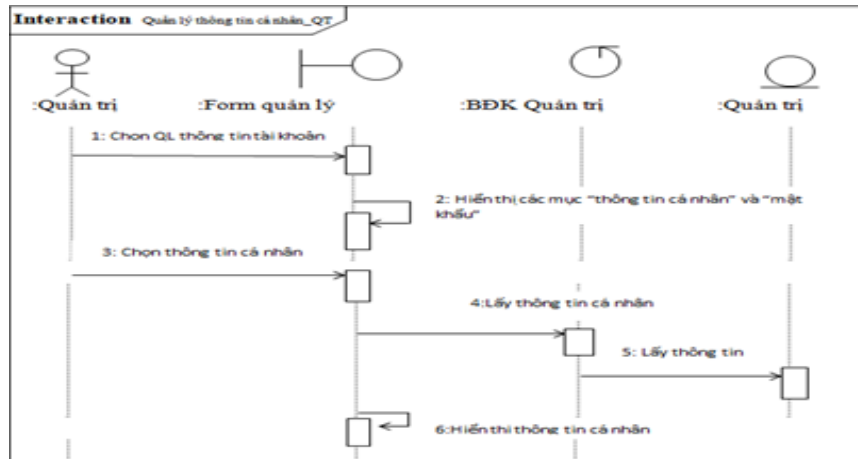 Interaction Quản lý thông tin cá nhân_QT
:Quản trị :Form quản lý :BĐK Quản trị :Quản trị
1: Chọn QL thông tin tài khoản
2: Hiển thị các mục "thông tin cá nhân" và "mật
khẩu"
3: Chọn thông tin cá nhân
4:Lấy thông tin cá nhân
5: Lấy thông tin
6:Hiển thi thông tin cá nhân